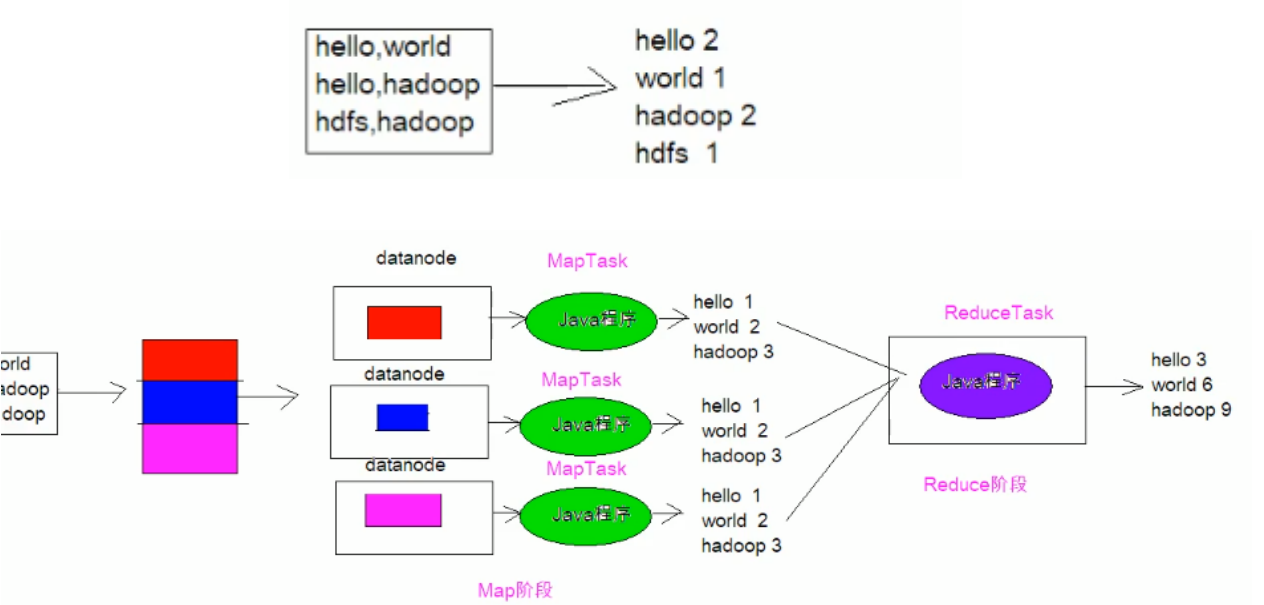 hello,world
hello,hadoop
hdfs,hadoop
hello 2
world 1
hadoop 2
hdfs 1
orld
adoop
doop
datanode
MapTask
Java程序
hello 1
world 2
hadoop 3
datanode
MapTask
Java程序
hello 1
world 2
hadoop 3
datanode
MapTask
Java程序
hello 1
world 2
hadoop 3
Map阶段
ReduceTask
Java程序
Reduce阶段
hello 3
world 6
hadoop 9